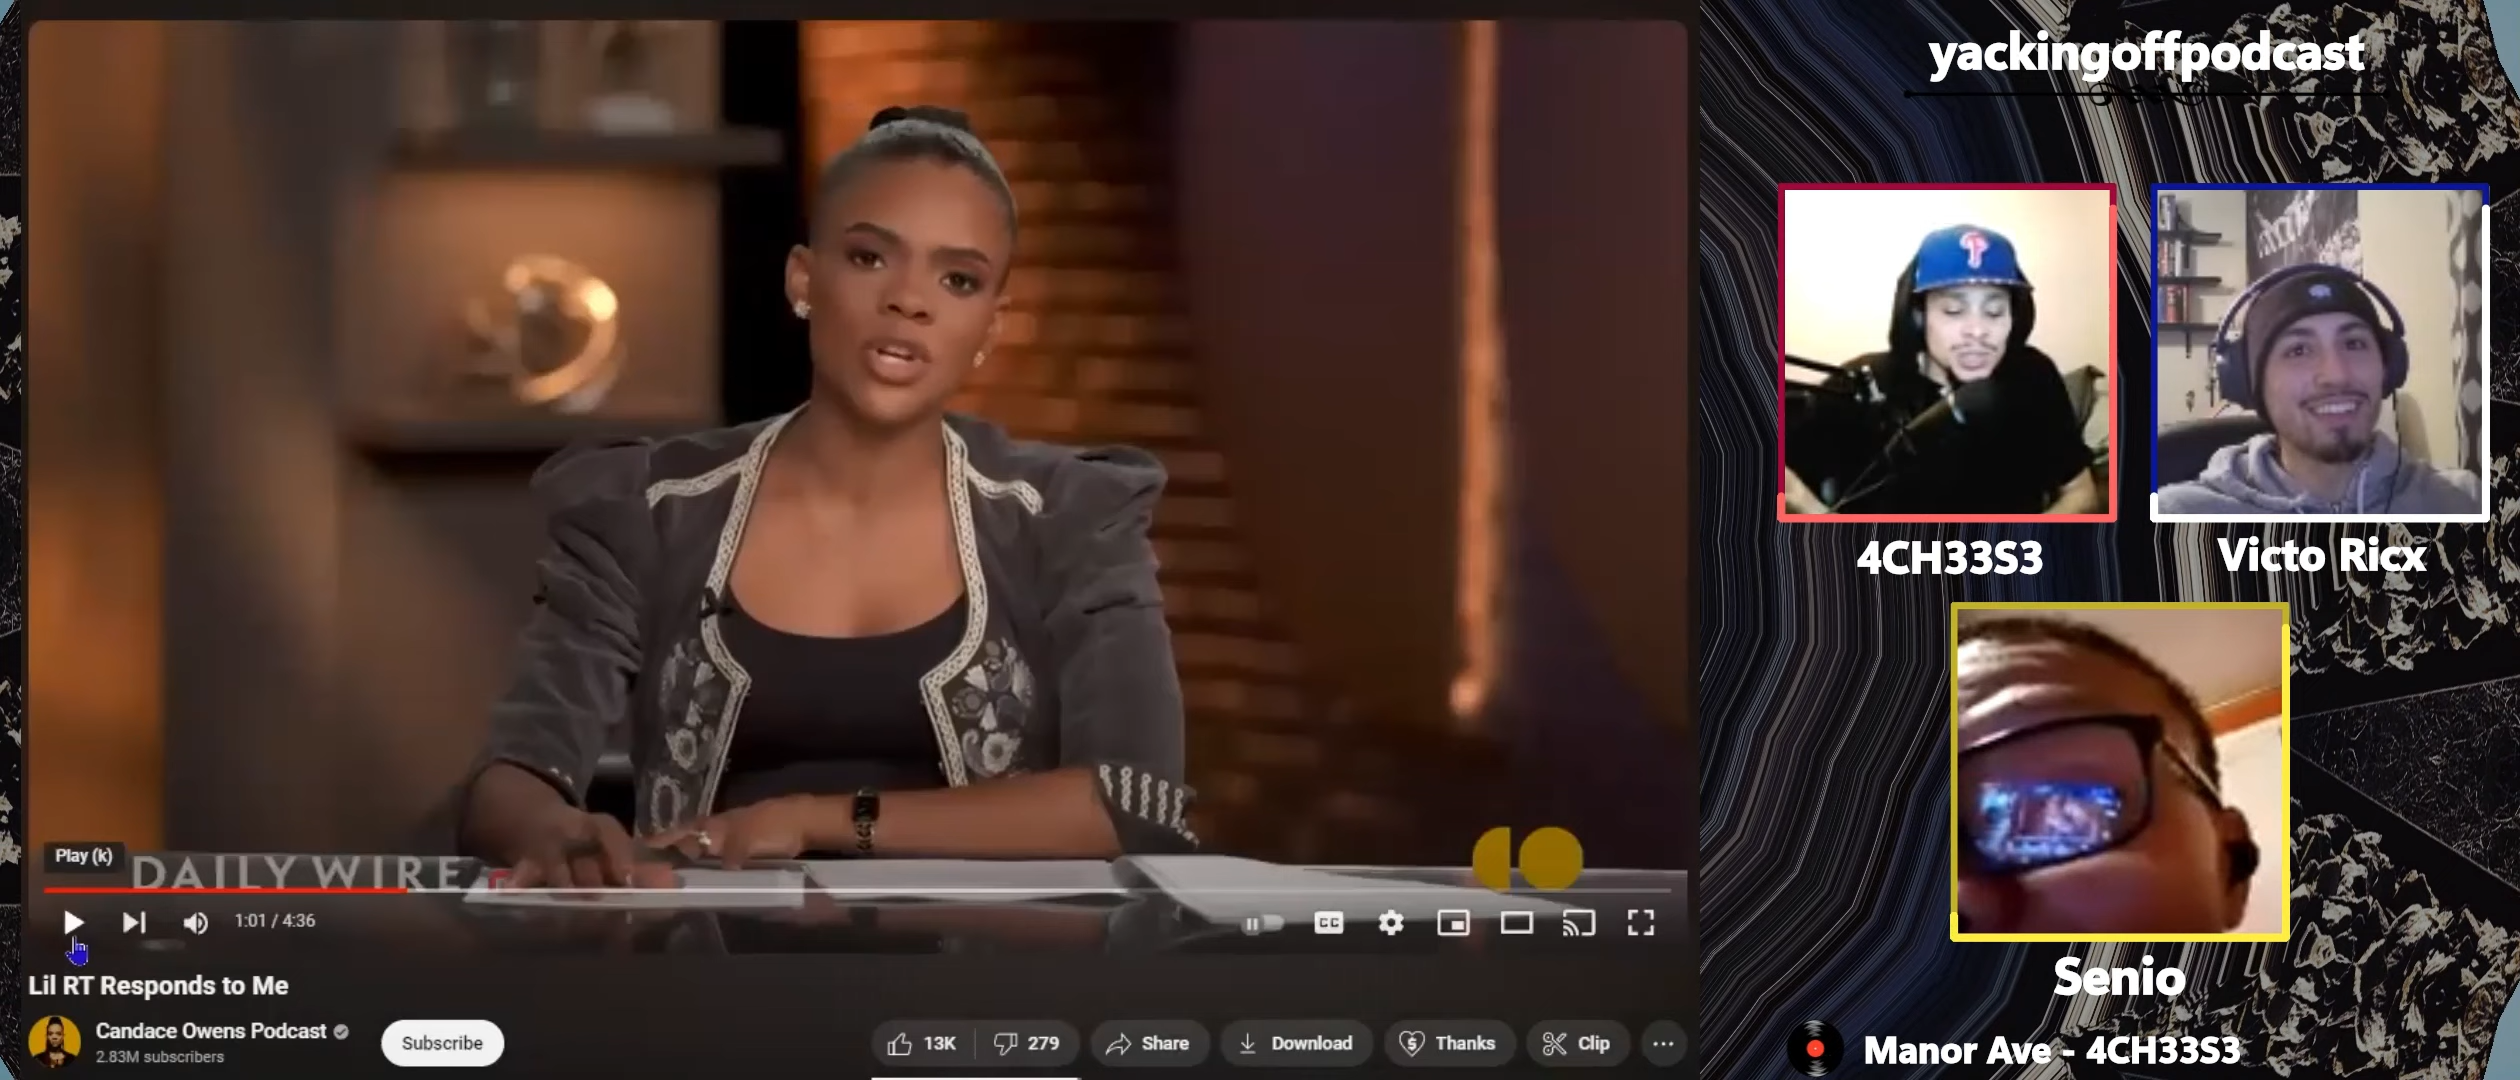 yackingoffpodcast
4CH33S3
Victo Ricx
Senio
Manor Ave - 4CH33S3
Play (k)
DAILY WIRE
1:01 / 4:36
CC
Lil RT Responds to Me
Candace Owens Podcast
2.83M subscribers
Subscribe
13K
279
Share
Download
Thanks
Clip